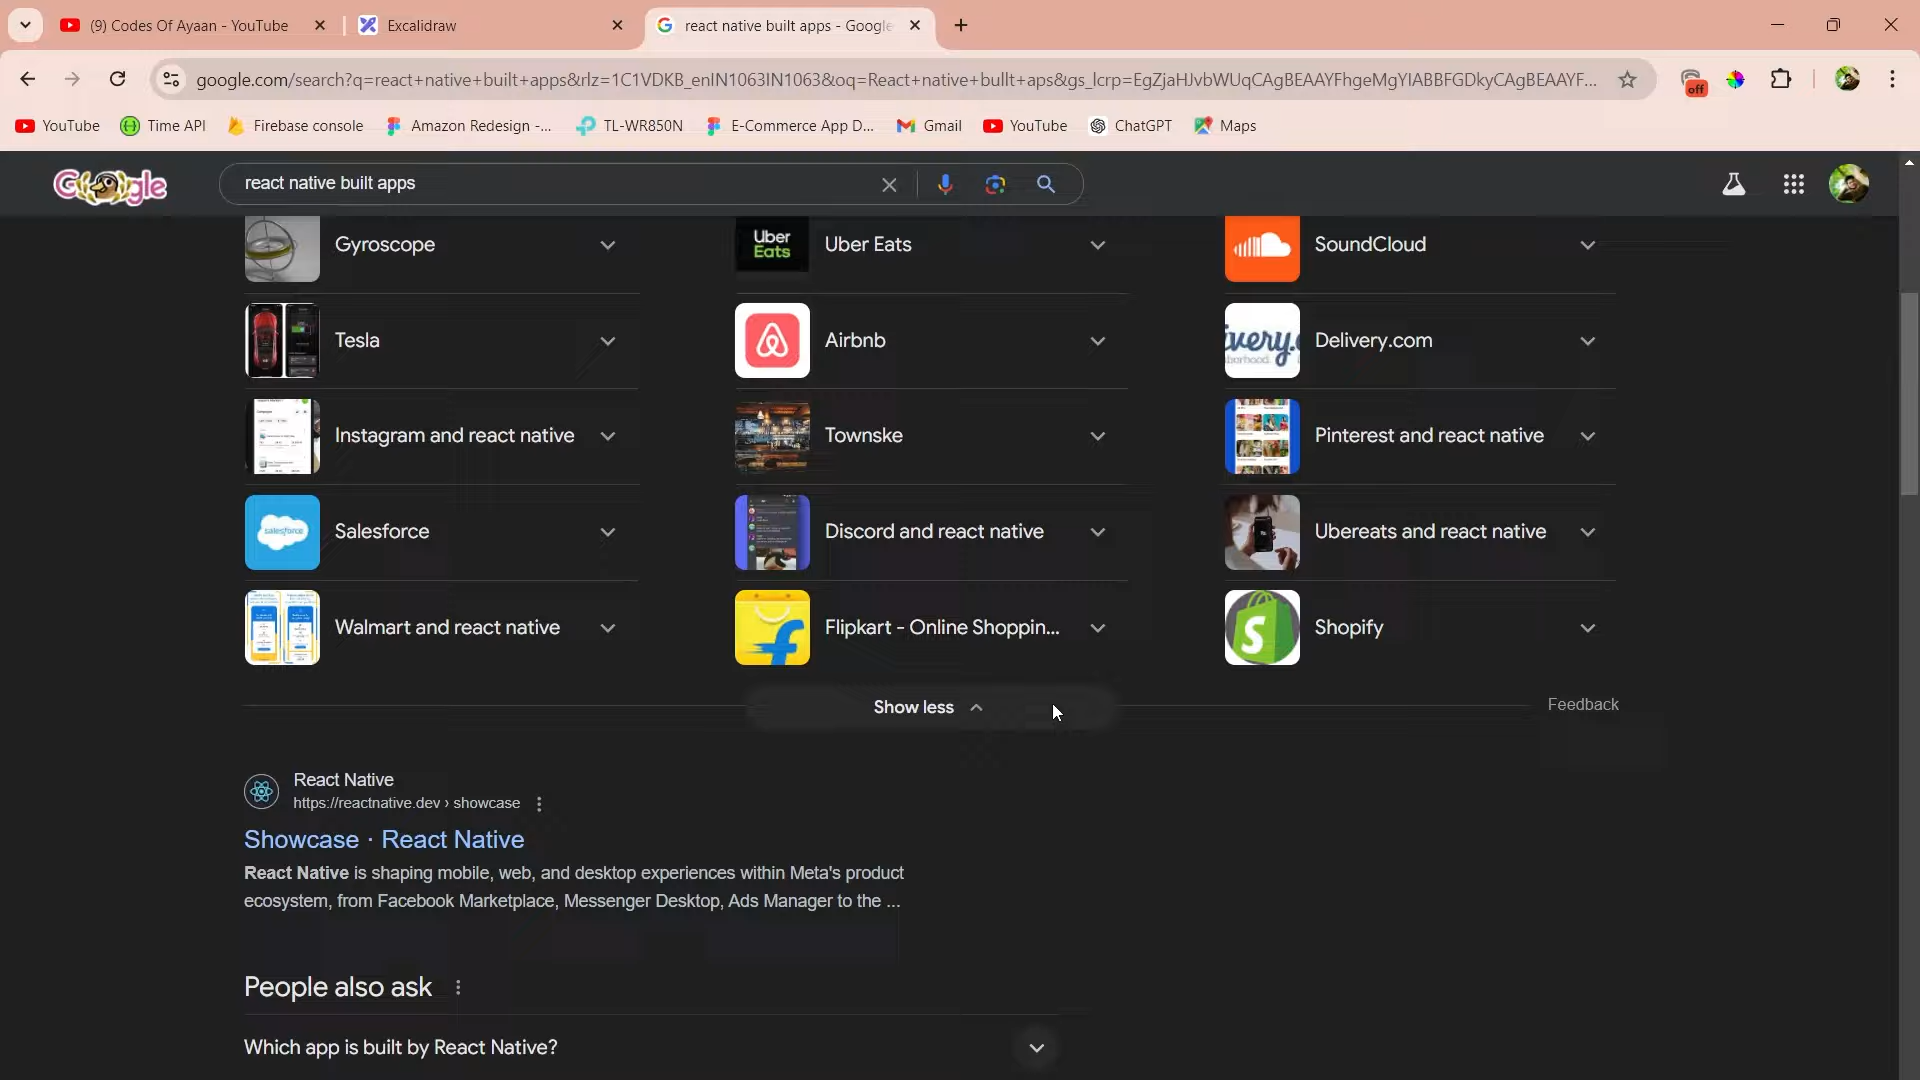 (9) Codes Of Ayaan - YouTube
Excalidraw
react native built apps - Google
google.com/search?q=react+native+built+apps&rlz=1C1VDKB_enIN1063IN1063&oq=React+native+bullt+aps&gs_lcrp=EgZjaHJvbWUqCAgBEAAYFhgeMgYIABBFGDkyCAgBEAAYF...
off
YouTube
Time API
Firebase console
Amazon Redesign -...
TL-WR850N
E-Commerce App D...
Gmail
YouTube
ChatGPT
Maps
Google
react native built apps
Gyroscope
Uber Eats
Uber Eats
SoundCloud
Tesla
Airbnb
Delivery.com
Instagram and react native
Townske
Pinterest and react native
salesforce
Salesforce
Discord and react native
Ubereats and react native
Walmart and react native
Flipkart - Online Shoppin...
Shopify
Show less
Feedback
React Native
https://reactnative.dev › showcase
Showcase · React Native
React Native is shaping mobile, web, and desktop experiences within Meta's product
ecosystem, from Facebook Marketplace, Messenger Desktop, Ads Manager to the ...
People also ask
Which app is built by React Native?